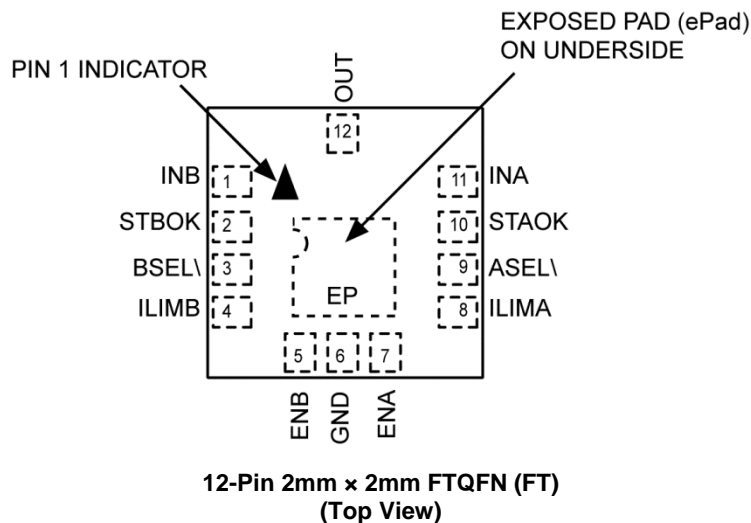 EXPOSED PAD (ePad)
ON UNDERSIDE
PIN 1 INDICATOR
OUT
12
INB 1
11 INA
STBOK 2
10 STAOK
BSEL\ 3
9 ASEL\
ILIMB 4
8 ILIMA
EP
5 6 7
ENB GND ENA
12-Pin 2mm × 2mm FTQFN (FT)
(Top View)